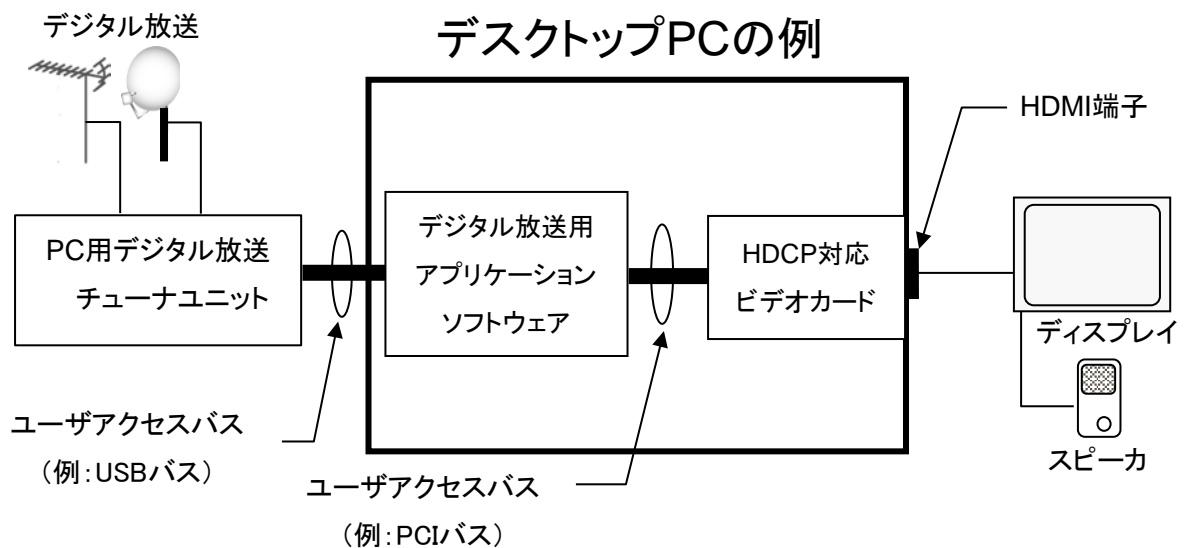 デジタル放送
デスクトップPCの例
HDMI端子
PC用デジタル放送
チューナユニット
デジタル放送用
アプリケーション
ソフトウェア
HDCP対応
ビデオカード
ディスプレイ
スピーカ
ユーザアクセスバス
（例：USBバス）
ユーザアクセスバス
（例：PCIバス）